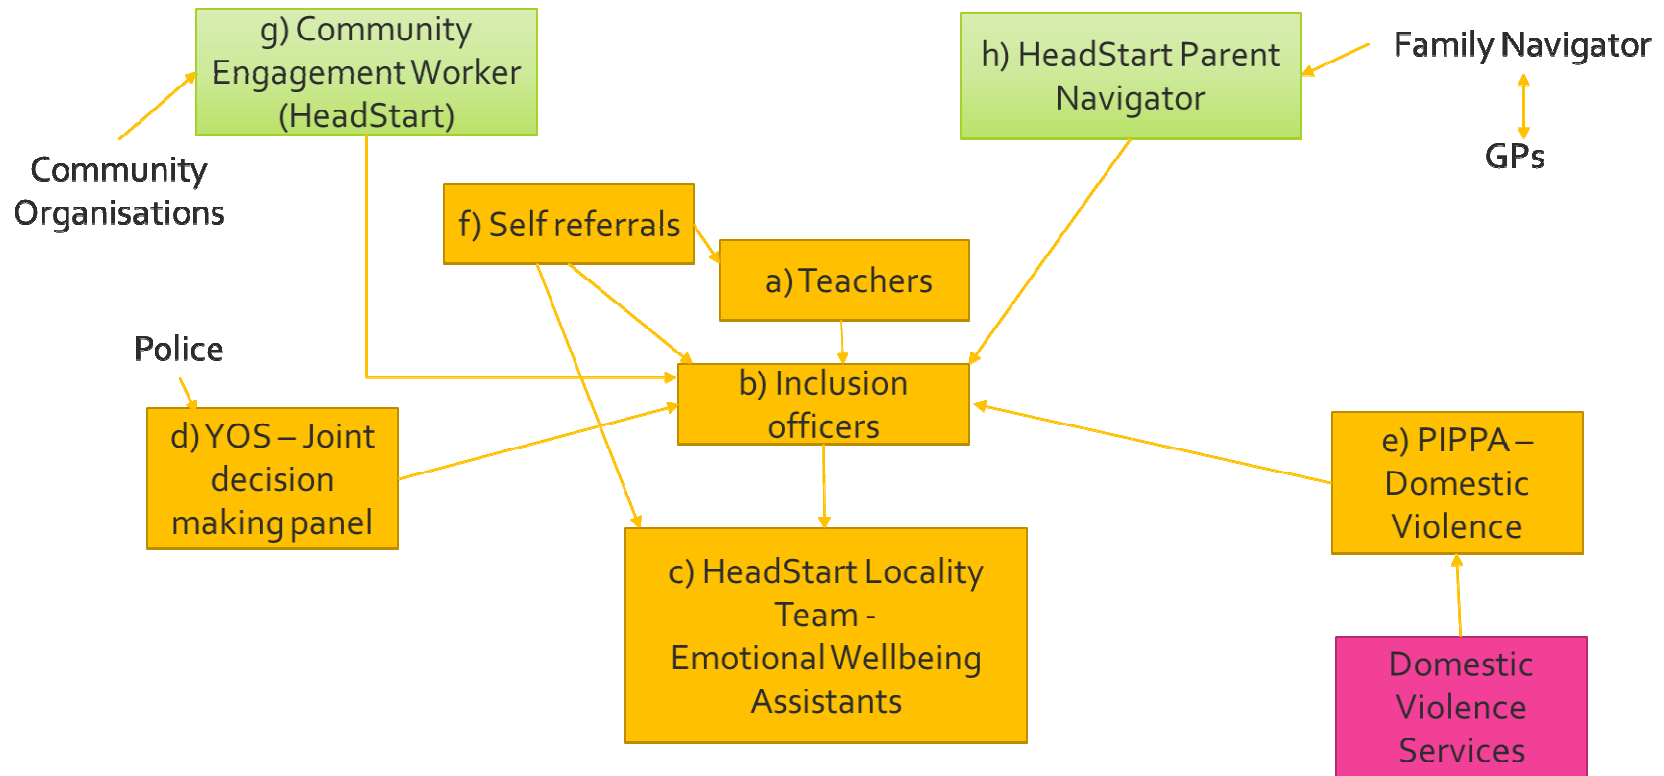 g) Community
Engagement Worker
(HeadStart)
h) HeadStart Parent
Navigator
Family Navigator
GPs
Community
Organisations
f) Self referrals
a) Teachers
Police
b) Inclusion
officers
d) YOS – Joint
decision
making panel
e) PIPPA –
Domestic
Violence
c) HeadStart Locality
Team -
Emotional Wellbeing
Assistants
Domestic
Violence
Services